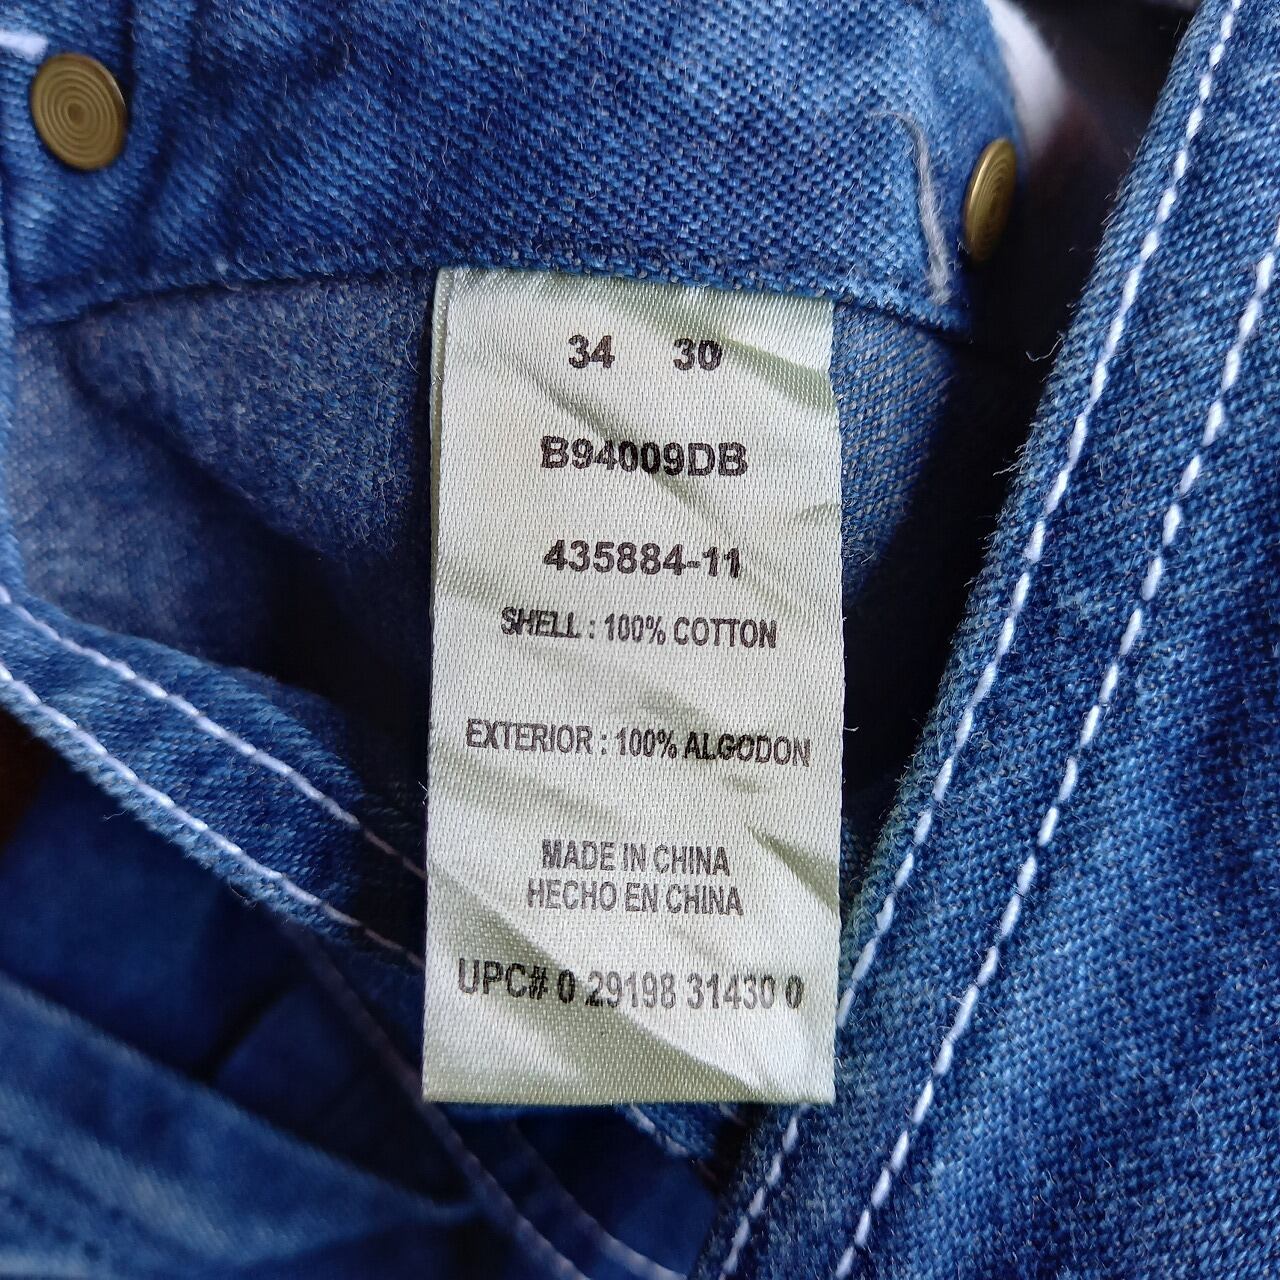 34 30
B94009DB
435884-11
SHELL : 100% COTTON
EXTERIOR : 100% ALGODON
MADE IN CHINA
HECHO EN CHINA
UPC# 0 29198 31430 0